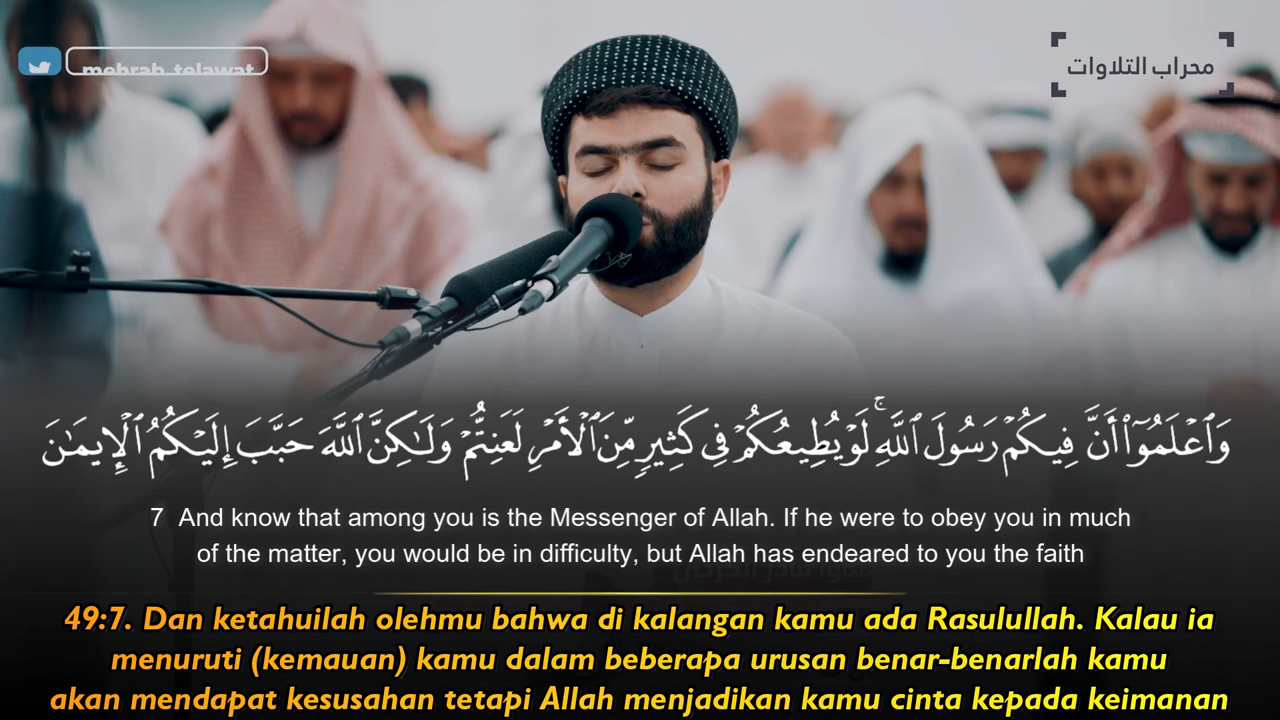 mehrab_telawat
محراب التلاوات
وَٱعْلَمُوٓا۟ أَنَّ فِيكُمْ رَسُولَ ٱللَّهِ ۚ لَوْ يُطِيعُكُمْ فِى كَثِيرٍ مِّنَ ٱلْأَمْرِ لَعَنِتُّمْ وَلَـٰكِنَّ ٱللَّهَ حَبَّبَ إِلَيْكُمُ ٱلْإِيمَـٰنَ
7 And know that among you is the Messenger of Allah. If he were to obey you in much
of the matter, you would be in difficulty, but Allah has endeared to you the faith
49:7. Dan ketahuilah olehmu bahwa di kalangan kamu ada Rasulullah. Kalau ia
menuruti (kemauan) kamu dalam beberapa urusan benar-benarlah kamu
akan mendapat kesusahan tetapi Allah menjadikan kamu cinta kepada keimanan